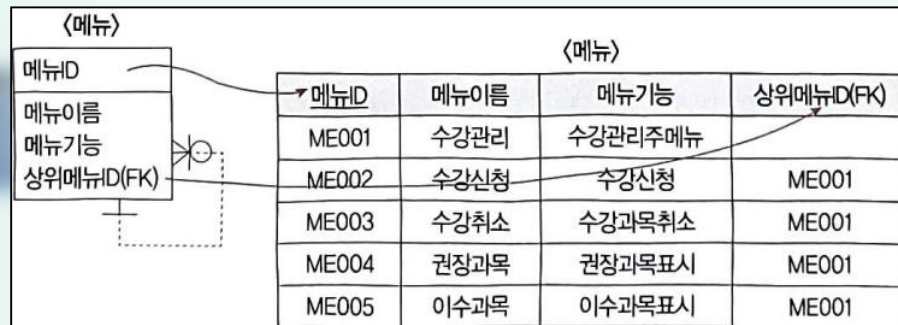 〈메뉴〉
메뉴ID
메뉴이름
메뉴기능
상위메뉴ID(FK)
〈메뉴〉
메뉴ID 메뉴이름 메뉴기능 상위메뉴ID(FK)
ME001 수강관리 수강관리주메뉴
ME002 수강신청 수강신청 ME001
ME003 수강취소 수강과목취소 ME001
ME004 권장과목 권장과목표시 ME001
ME005 이수과목 이수과목표시 ME001